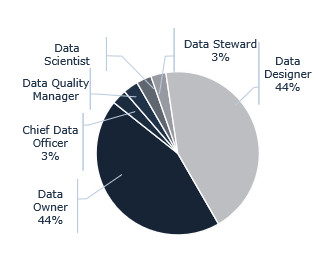 Data Steward
3%
Data
Designer
44%
Data
Scientist
Data Quality
Manager
Chief Data
Officer
3%
Data
Owner
44%